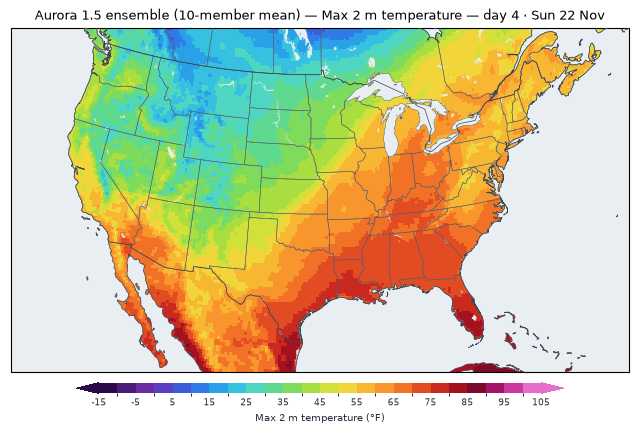 Aurora 1.5 ensemble (10-member mean) — Max 2 m temperature — day 4 · Sun 22 Nov
-15 -5 5 15 25 35 45 55 65 75 85 95 105
Max 2 m temperature (°F)